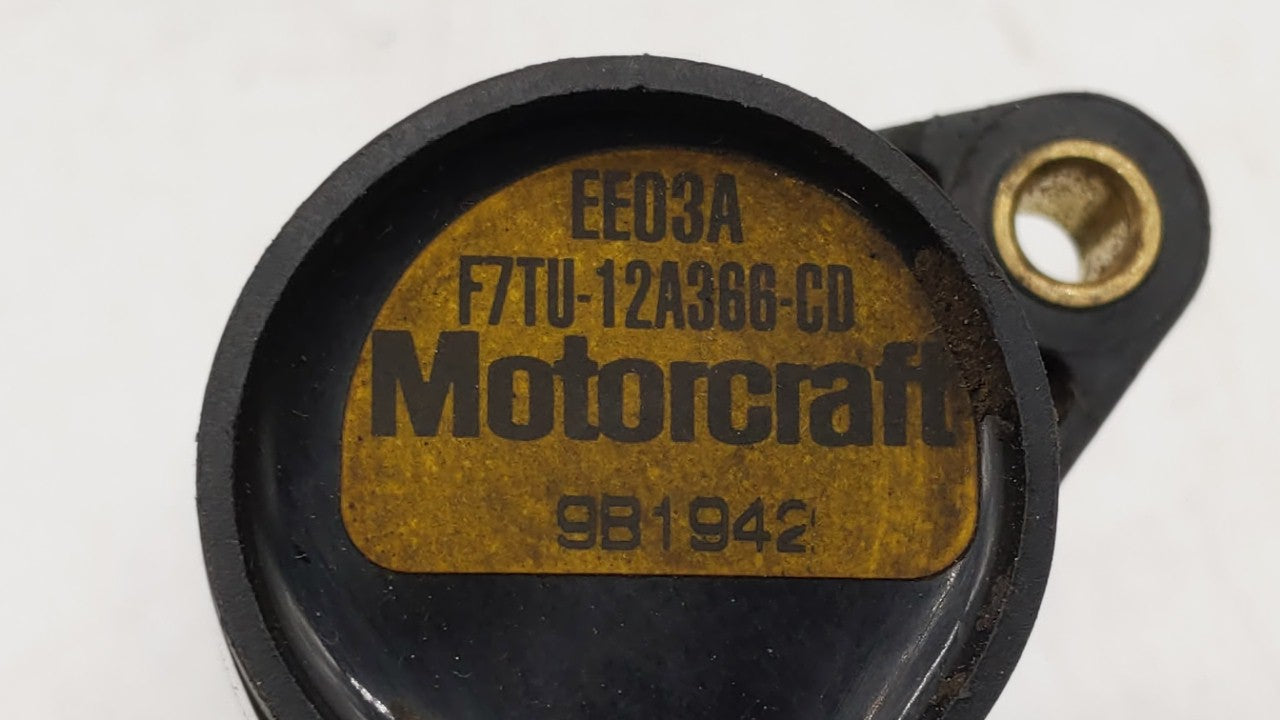 EE03A
F7TU-12A366-CD
Motorcraft
9B1942